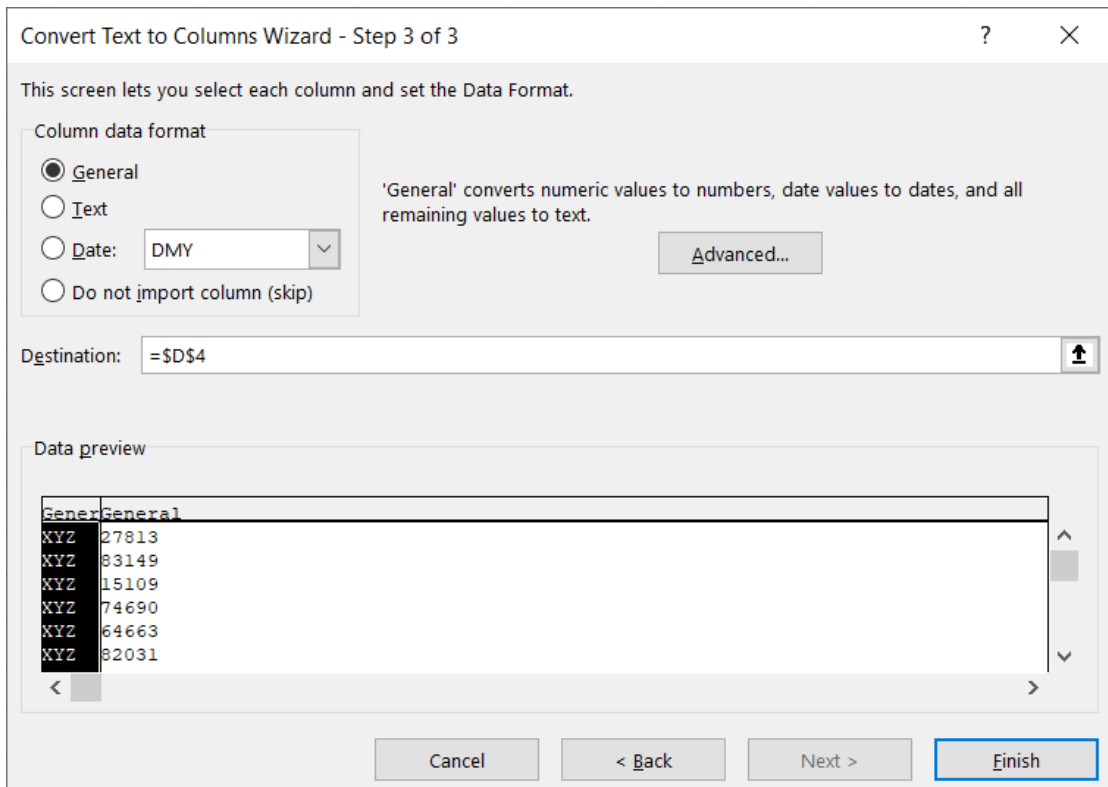 Convert Text to Columns Wizard - Step 3 of 3 ?
This screen lets you select each column and set the Data Format.
Column data format
General
Text
Date: DMY
Do not import column (skip)
'General' converts numeric values to numbers, date values to dates, and all
remaining values to text.
Advanced...
Destination: =$D$4
Data preview
GenerGeneral
XYZ 27813
XYZ 83149
XYZ 15109
XYZ 74690
XYZ 64663
XYZ 82031
Cancel < Back Next > Finish